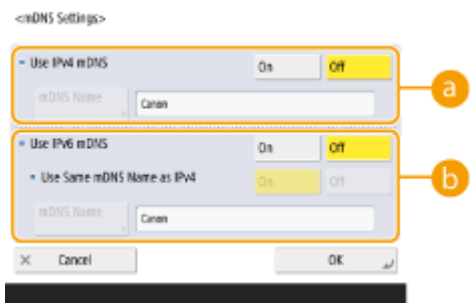 <mDNS Settings>
Use IPv4 mDNS On Off
mDNS Name Canon
a
Use IPv6 mDNS On Off
Use Same mDNS Name as IPv4 On Off
b
mDNS Name Canon
× Cancel OK